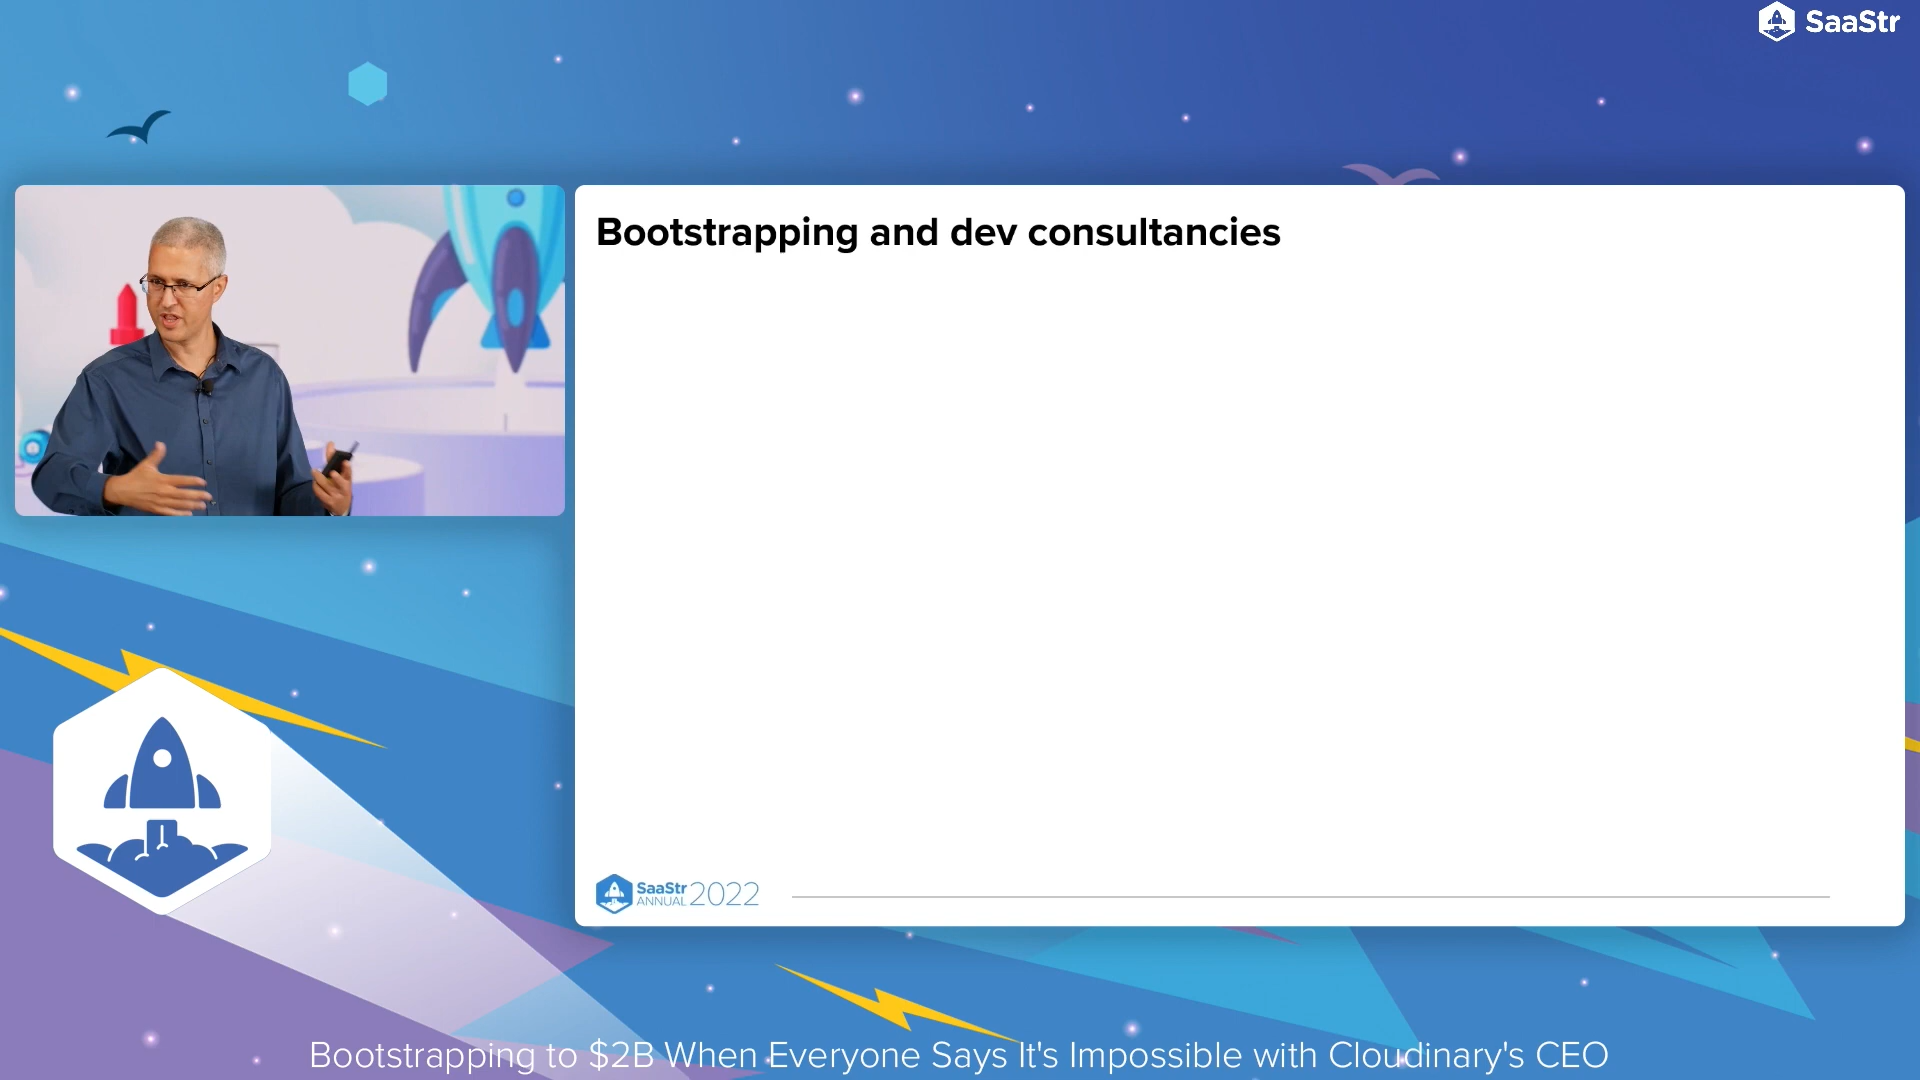 SaaStr
Bootstrapping and dev consultancies
SaaStr
ANNUAL 2022
Bootstrapping to $2B When Everyone Says It's Impossible with Cloudinary's CEO